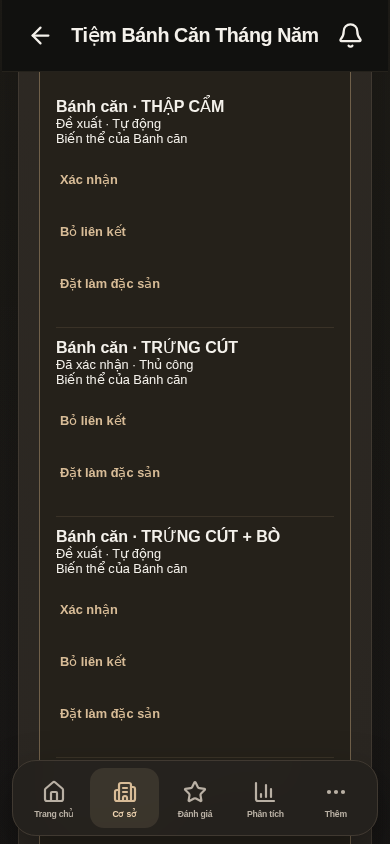 Tiệm Bánh Căn Tháng Năm
Bánh căn · THẬP CẨM
Đề xuất · Tự động
Biến thể của Bánh căn
Xác nhận
Bỏ liên kết
Đặt làm đặc sản
Bánh căn · TRỨNG CÚT
Đã xác nhận · Thủ công
Biến thể của Bánh căn
Bỏ liên kết
Đặt làm đặc sản
Bánh căn · TRỨNG CÚT + BÒ
Đề xuất · Tự động
Biến thể của Bánh căn
Xác nhận
Bỏ liên kết
Đặt làm đặc sản
Trang chủ
Cơ sở
Đánh giá
Phân tích
Thêm